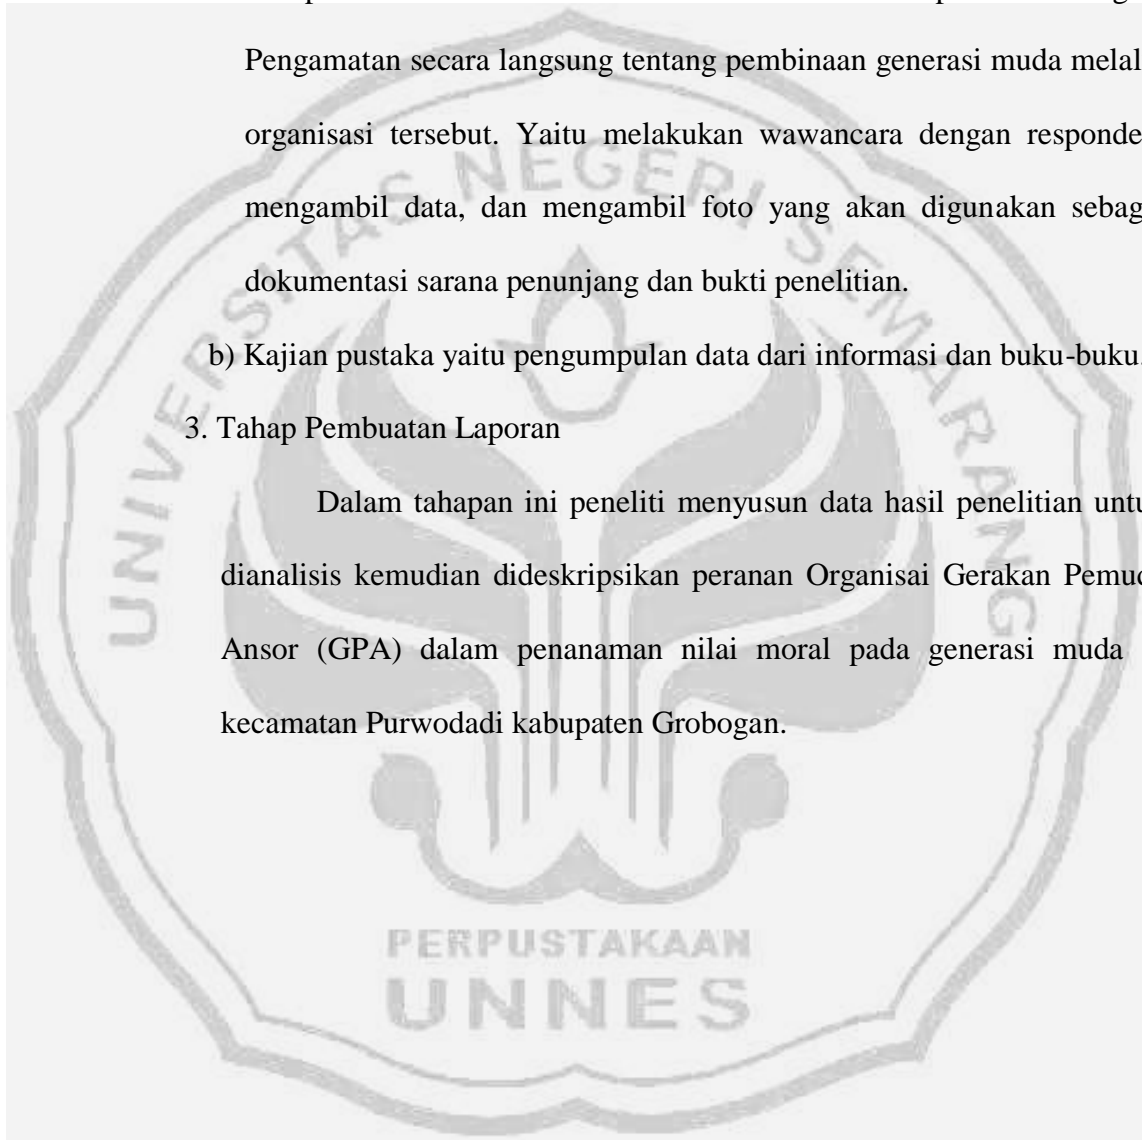 Pengamatan secara langsung tentang pembinaan generasi muda melal
organisasi tersebut. Yaitu melakukan wawancara dengan responde
mengambil data, dan mengambil foto yang akan digunakan sebag
dokumentasi sarana penunjang dan bukti penelitian.
b) Kajian pustaka yaitu pengumpulan data dari informasi dan buku-buku.
3. Tahap Pembuatan Laporan
Dalam tahapan ini peneliti menyusun data hasil penelitian untu
dianalisis kemudian dideskripsikan peranan Organisai Gerakan Pemud
Ansor (GPA) dalam penanaman nilai moral pada generasi muda
kecamatan Purwodadi kabupaten Grobogan.
UNIVERSITAS NEGERI SEMARANG
PERPUSTAKAAN
UNNES